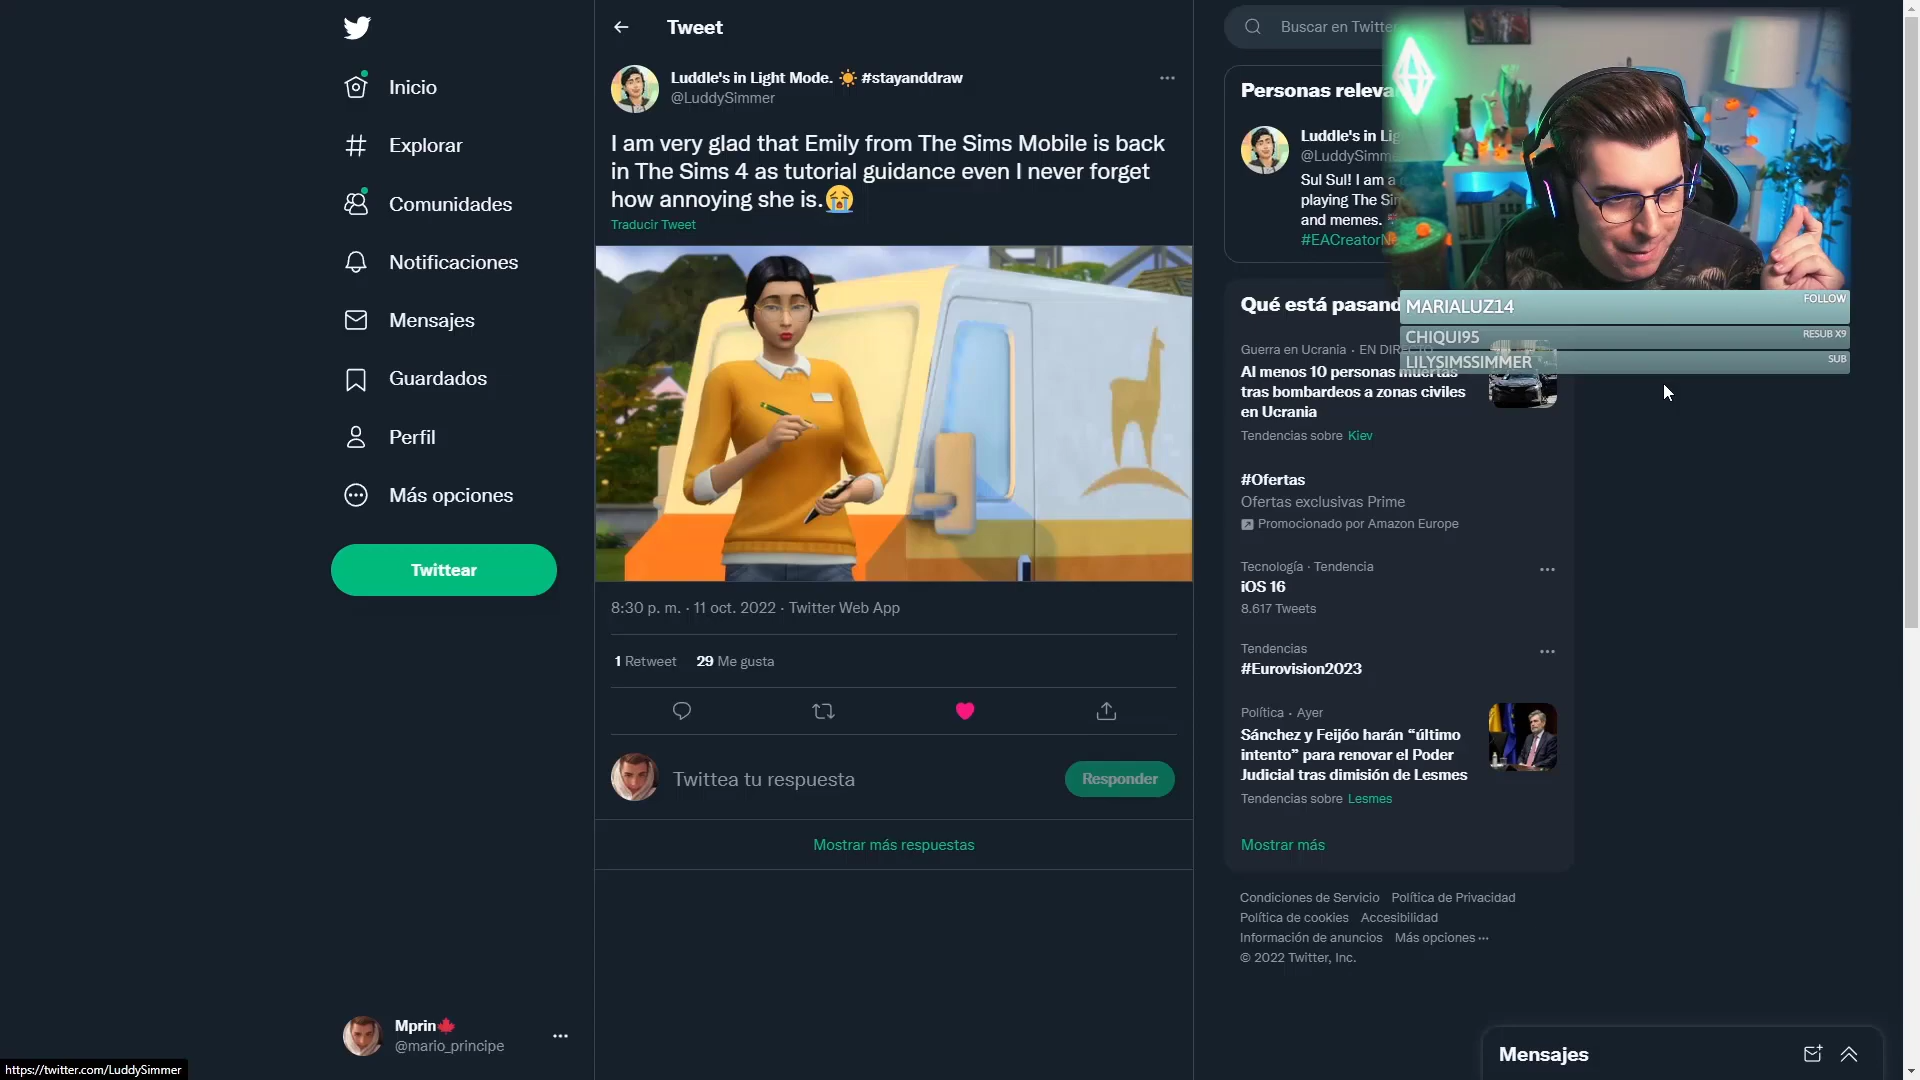 Inicio
Explorar
Comunidades
Notificaciones
Mensajes
Guardados
Perfil
Más opciones
Twittear
Mprin
@mario_principe
https://twitter.com/LuddySimmer
Tweet
Luddle's in Light Mode. ☀️ #stayanddraw
@LuddySimmer
I am very glad that Emily from The Sims Mobile is back
in The Sims 4 as tutorial guidance even I never forget
how annoying she is.😭
Traducir Tweet
8:30 p. m. · 11 oct. 2022 · Twitter Web App
1 Retweet 29 Me gusta
Twittea tu respuesta
Responder
Mostrar más respuestas
Buscar en Twitter
Personas releva
Luddle's in Lig
@LuddySimme
Sul Sul! I am a
playing The Si
and memes.
#EACreatorNe
MARIALUZ14 FOLLOW
CHIQUI95 RESUB X9
LILYSIMSSIMMER SUB
Qué está pasand
Guerra en Ucrania · EN DIRECTO
Al menos 10 personas muertas
tras bombardeos a zonas civiles
en Ucrania
Tendencias sobre Kiev
#Ofertas
Ofertas exclusivas Prime
Promocionado por Amazon Europe
Tecnología · Tendencia
iOS 16
8.617 Tweets
Tendencias
#Eurovision2023
Política · Ayer
Sánchez y Feijóo harán “último
intento” para renovar el Poder
Judicial tras dimisión de Lesmes
Tendencias sobre Lesmes
Mostrar más
Condiciones de Servicio Política de Privacidad
Política de cookies Accesibilidad
Información de anuncios Más opciones ···
© 2022 Twitter, Inc.
Mensajes